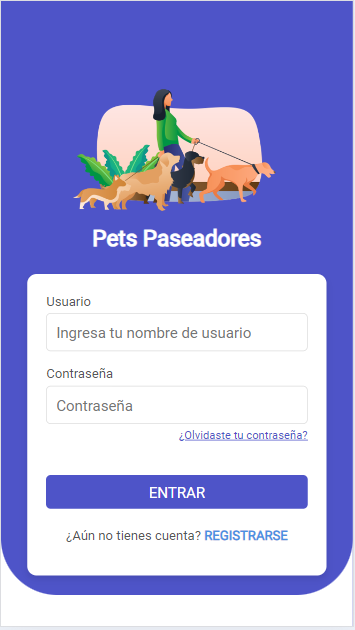 Pets Paseadores
Usuario
Ingresa tu nombre de usuario
Contraseña
Contraseña
¿Olvidaste tu contraseña?
ENTRAR
¿Aún no tienes cuenta? REGISTRARSE